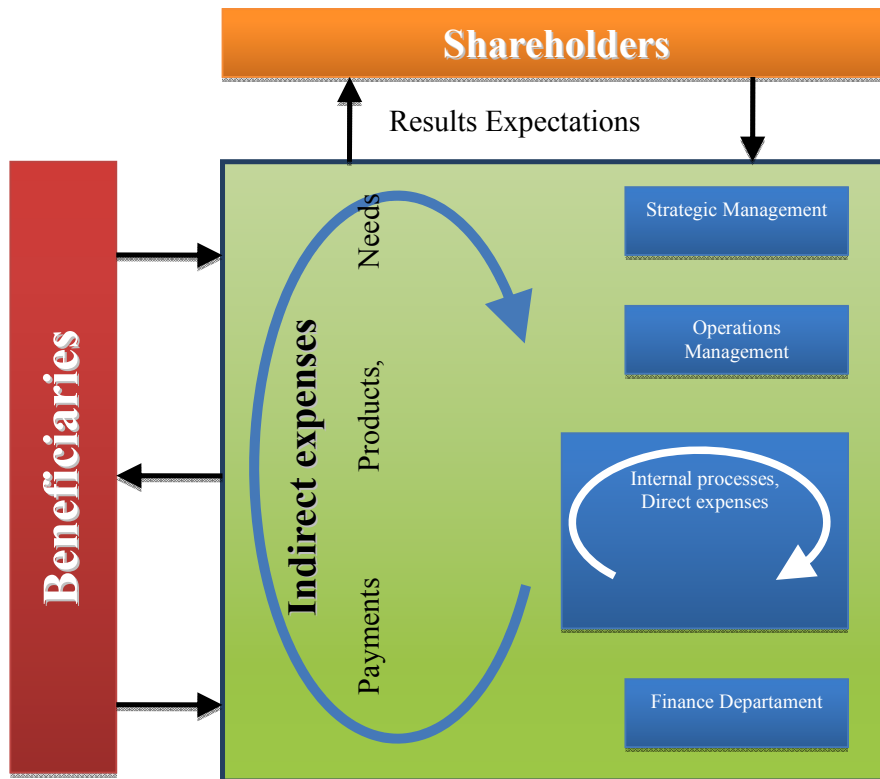 Shareholders
Results Expectations
Beneficiaries
Indirect expenses
Needs
Products,
Payments
Strategic Management
Operations
Management
Internal processes,
Direct expenses
Finance Departament